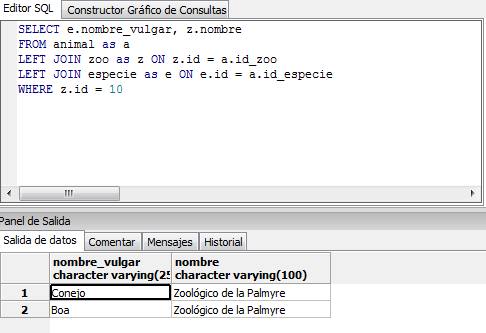 Editor SQL Constructor Gráfico de Consultas
SELECT e.nombre_vulgar, z.nombre
FROM animal as a
LEFT JOIN zoo as z ON z.id = a.id_zoo
LEFT JOIN especie as e ON e.id = a.id_especie
WHERE z.id = 10
Panel de Salida
Salida de datos Comentar Mensajes Historial
nombre_vulgar nombre
character varying(25 character varying(100)
1 Conejo Zoológico de la Palmyre
2 Boa Zoológico de la Palmyre